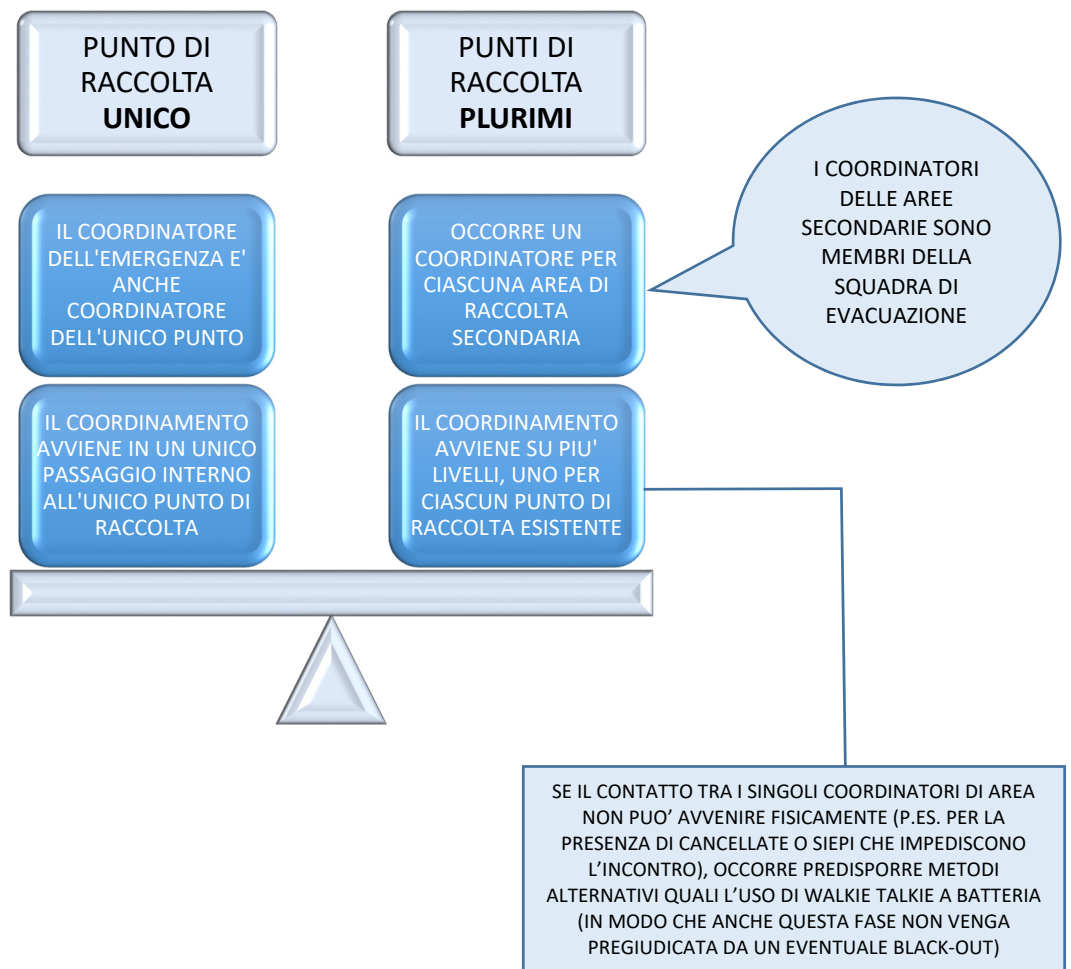 PUNTO DI
RACCOLTA
UNICO
PUNTI DI
RACCOLTA
PLURIMI
IL COORDINATORE
DELL'EMERGENZA E'
ANCHE
COORDINATORE
DELL'UNICO PUNTO
OCCORRE UN
COORDINATORE PER
CIASCUNA AREA DI
RACCOLTA
SECONDARIA
I COORDINATORI
DELLE AREE
SECONDARIE SONO
MEMBRI DELLA
SQUADRA DI
EVACUAZIONE
IL COORDINAMENTO
AVVIENE IN UN UNICO
PASSAGGIO INTERNO
ALL'UNICO PUNTO DI
RACCOLTA
IL COORDINAMENTO
AVVIENE SU PIU'
LIVELLI, UNO PER
CIASCUN PUNTO DI
RACCOLTA ESISTENTE
SE IL CONTATTO TRA I SINGOLI COORDINATORI DI AREA
NON PUO’ AVVENIRE FISICAMENTE (P.ES. PER LA
PRESENZA DI CANCELLATE O SIEPI CHE IMPEDISCONO
L’INCONTRO), OCCORRE PREDISPORRE METODI
ALTERNATIVI QUALI L’USO DI WALKIE TALKIE A BATTERIA
(IN MODO CHE ANCHE QUESTA FASE NON VENGA
PREGIUDICATA DA UN EVENTUALE BLACK-OUT)